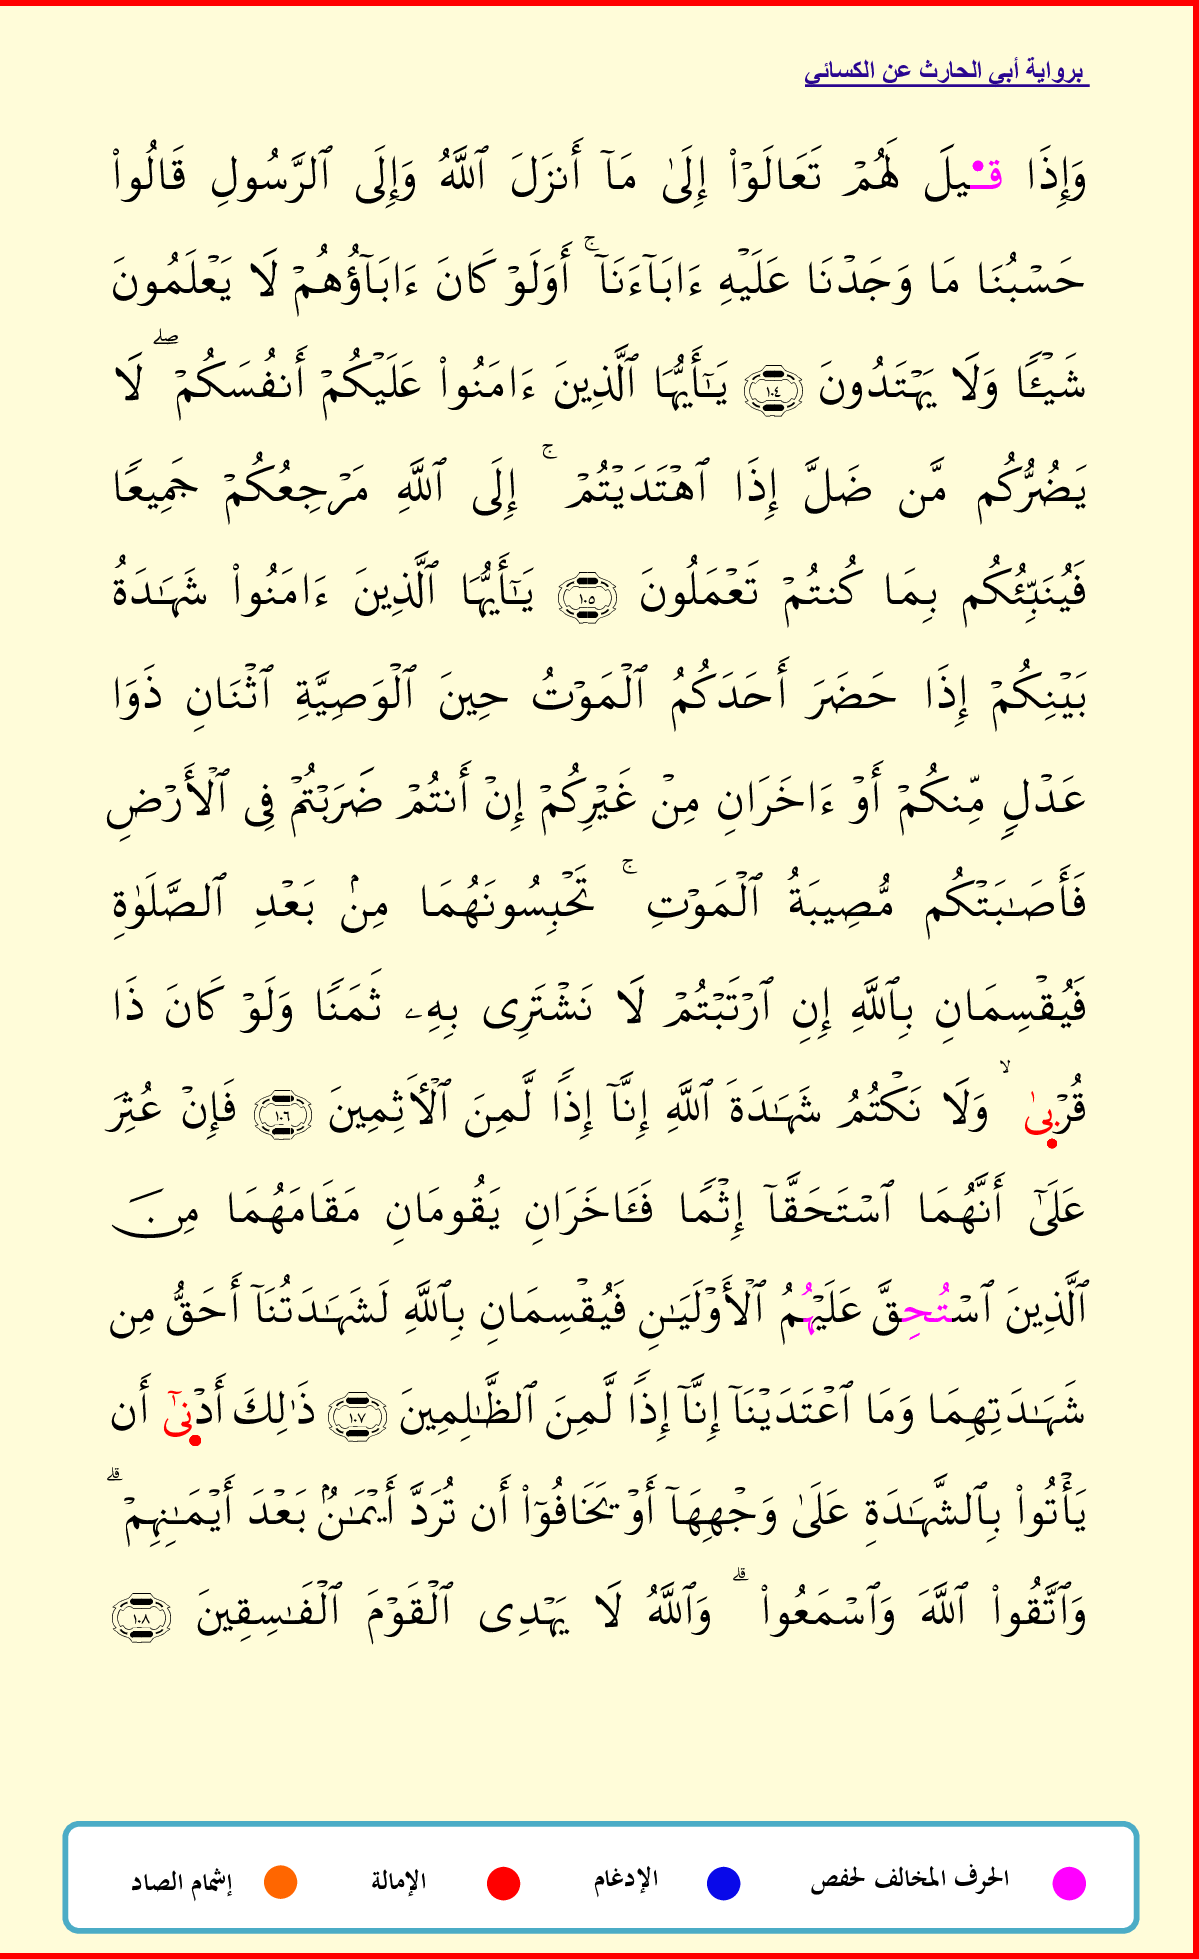 برواية أبي الحارث عن الكسائي
وَإِذَا قِيلَ لَهُمْ تَعَالَوْا۟ إِلَىٰ مَآ أَنزَلَ ٱللَّهُ وَإِلَى ٱلرَّسُولِ قَالُوا۟
حَسْبُنَا مَا وَجَدْنَا عَلَيْهِ ءَابَآءَنَآ ۚ أَوَلَوْ كَانَ ءَابَآؤُهُمْ لَا يَعْلَمُونَ
شَيْـًٔا وَلَا يَهْتَدُونَ ١٠٤ يَـٰٓأَيُّهَا ٱلَّذِينَ ءَامَنُوا۟ عَلَيْكُمْ أَنفُسَكُمْ ۖ لَا
يَضُرُّكُم مَّن ضَلَّ إِذَا ٱهْتَدَيْتُمْ ۚ إِلَى ٱللَّهِ مَرْجِعُكُمْ جَمِيعًا
فَيُنَبِّئُكُم بِمَا كُنتُمْ تَعْمَلُونَ ١٠٥ يَـٰٓأَيُّهَا ٱلَّذِينَ ءَامَنُوا۟ شَهَـٰدَةُ
بَيْنِكُمْ إِذَا حَضَرَ أَحَدَكُمُ ٱلْمَوْتُ حِينَ ٱلْوَصِيَّةِ ٱثْنَانِ ذَوَا
عَدْلٍ مِّنكُمْ أَوْ ءَاخَرَانِ مِنْ غَيْرِكُمْ إِنْ أَنتُمْ ضَرَبْتُمْ فِى ٱلْأَرْضِ
فَأَصَـٰبَتْكُم مُّصِيبَةُ ٱلْمَوْتِ ۚ تَحْبِسُونَهُمَا مِنۢ بَعْدِ ٱلصَّلَوٰةِ
فَيُقْسِمَانِ بِٱللَّهِ إِنِ ٱرْتَبْتُمْ لَا نَشْتَرِى بِهِۦ ثَمَنًا وَلَوْ كَانَ ذَا
قُرْبىٰ ۙ وَلَا نَكْتُمُ شَهَـٰدَةَ ٱللَّهِ إِنَّآ إِذًا لَّمِنَ ٱلْـَٔاثِمِينَ ١٠٦ فَإِنْ عُثِرَ
عَلَىٰٓ أَنَّهُمَا ٱسْتَحَقَّآ إِثْمًا فَـَٔاخَرَانِ يَقُومَانِ مَقَامَهُمَا مِنَ
ٱلَّذِينَ ٱسْتُحِقَّ عَلَيْهُمُ ٱلْأَوْلَيَـٰنِ فَيُقْسِمَانِ بِٱللَّهِ لَشَهَـٰدَتُنَآ أَحَقُّ مِن
شَهَـٰدَتِهِمَا وَمَا ٱعْتَدَيْنَآ إِنَّآ إِذًا لَّمِنَ ٱلظَّـٰلِمِينَ ١٠٧ ذَٰلِكَ أَدْنىٰٓ أَن
يَأْتُوا۟ بِٱلشَّهَـٰدَةِ عَلَىٰ وَجْهِهَآ أَوْ يَخَافُوٓا۟ أَن تُرَدَّ أَيْمَـٰنٌۢ بَعْدَ أَيْمَـٰنِهِمْ ۗ
وَٱتَّقُوا۟ ٱللَّهَ وَٱسْمَعُوا۟ ۗ وَٱللَّهُ لَا يَهْدِى ٱلْقَوْمَ ٱلْفَـٰسِقِينَ ١٠٨
الحرف المخالف لحفص الإدغام الإمالة إشمام الصاد